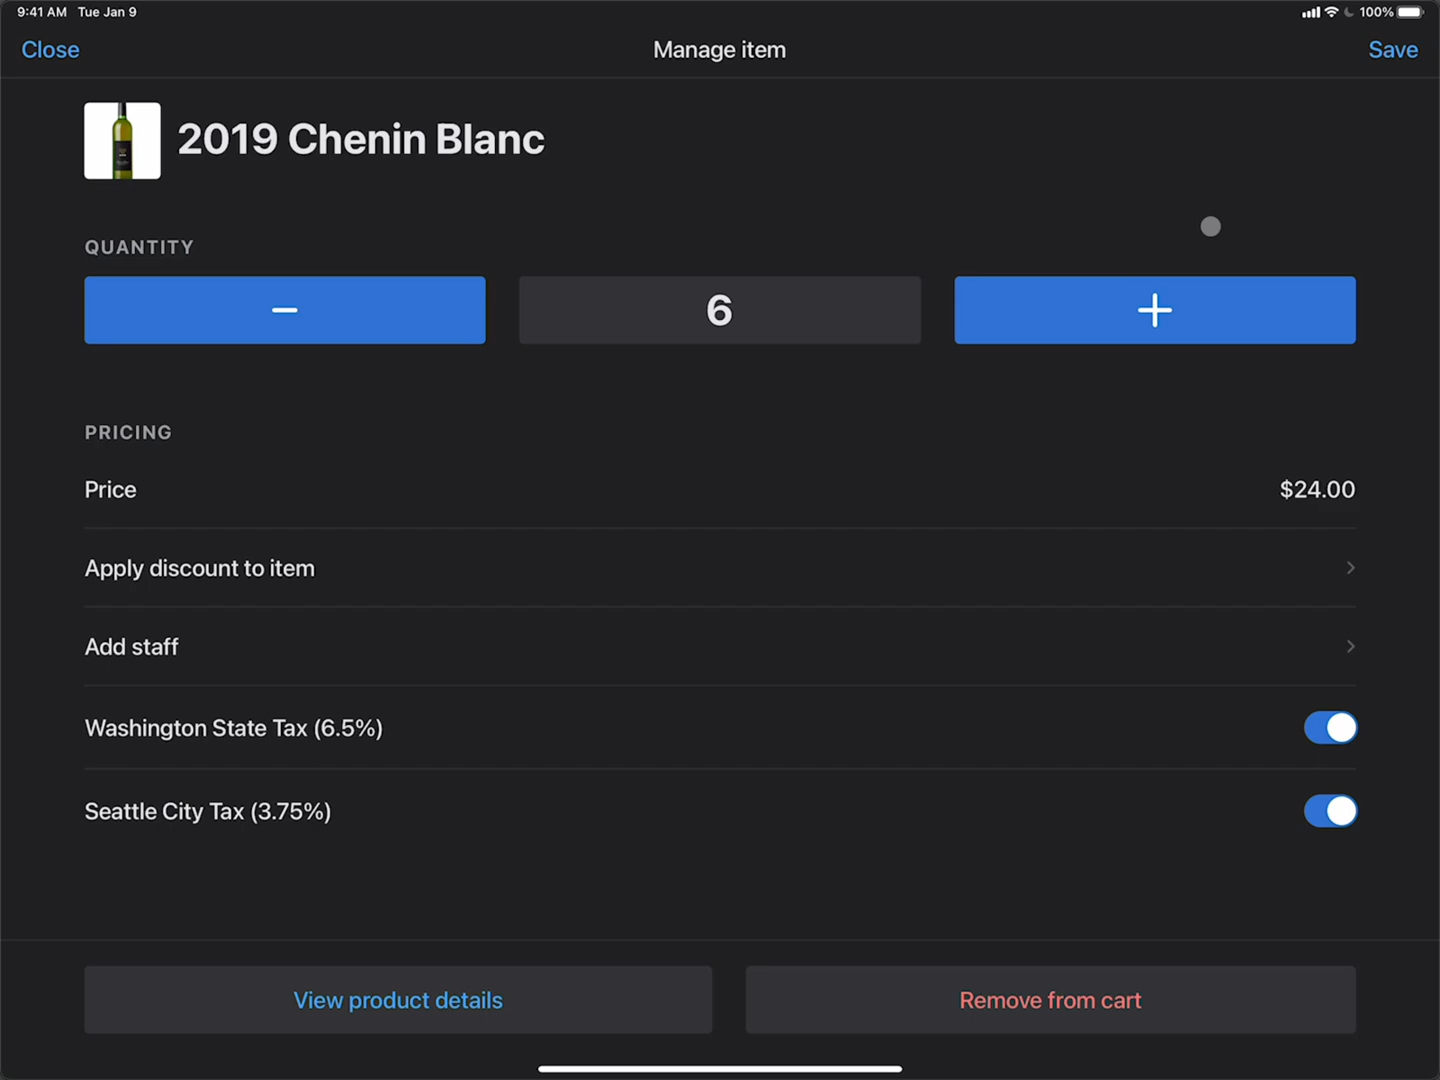 9:41 AM Tue Jan 9
100%
Close
Manage item
Save
2019 Chenin Blanc
QUANTITY
−
6
+
PRICING
Price
$24.00
Apply discount to item
Add staff
Washington State Tax (6.5%)
Seattle City Tax (3.75%)
View product details
Remove from cart